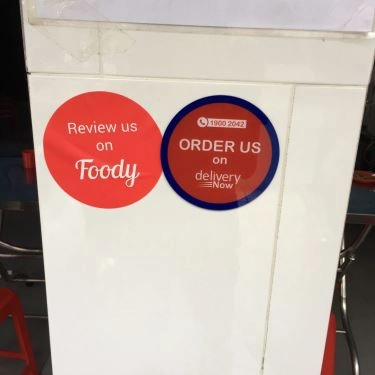 Review us
on
Foody
1900 2042
ORDER US
on
delivery
Now